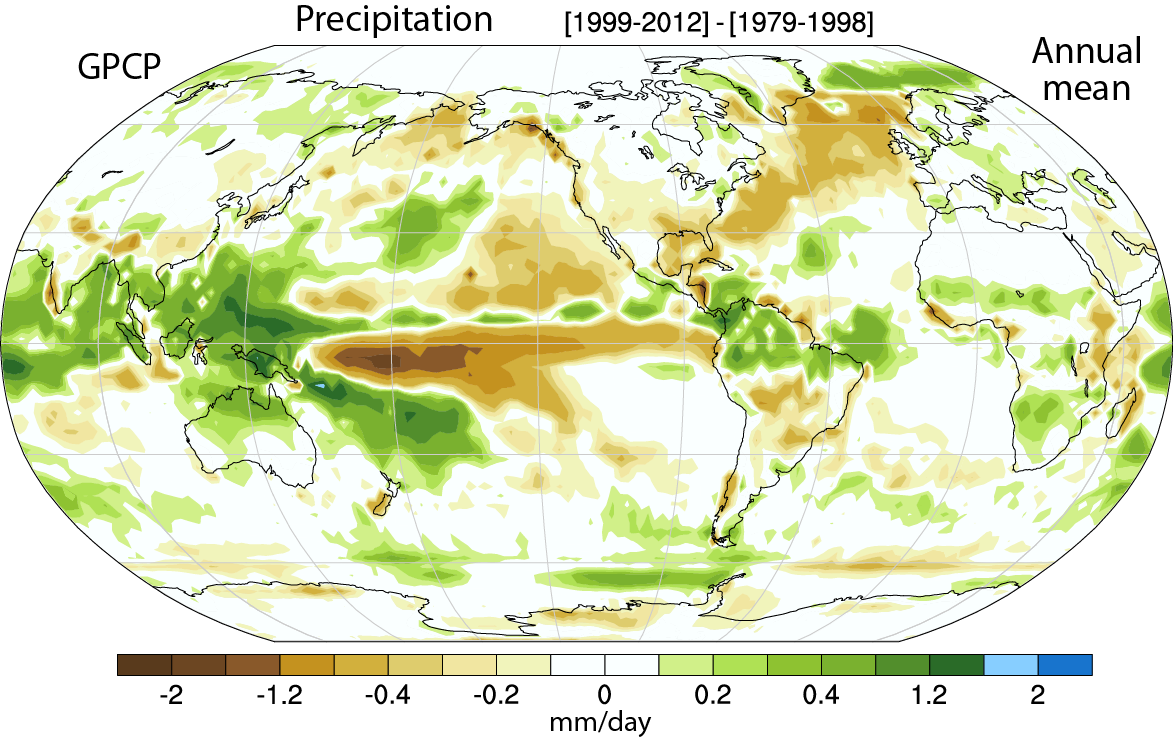 Precipitation [1999-2012] - [1979-1998]
GPCP
Annual
mean
-2 -1.2 -0.4 -0.2 0 0.2 0.4 1.2 2
mm/day